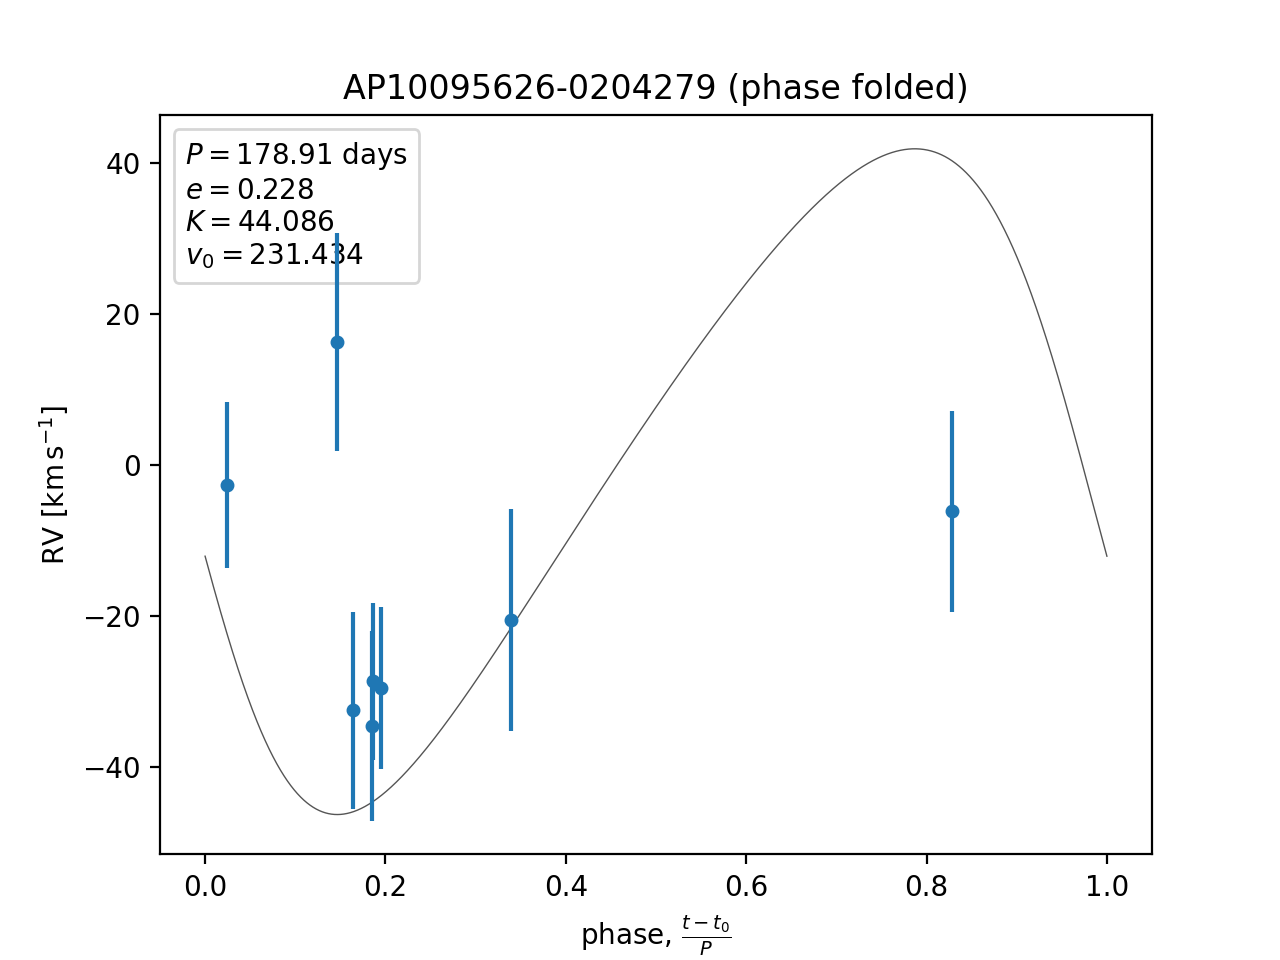 AP10095626-0204279 (phase folded)
P = 178.91 days
e = 0.228
K = 44.086
v₀ = 231.434
40
20
0
−20
−40
RV [km s⁻¹]
0.0 0.2 0.4 0.6 0.8 1.0
phase, (t − t₀)/P